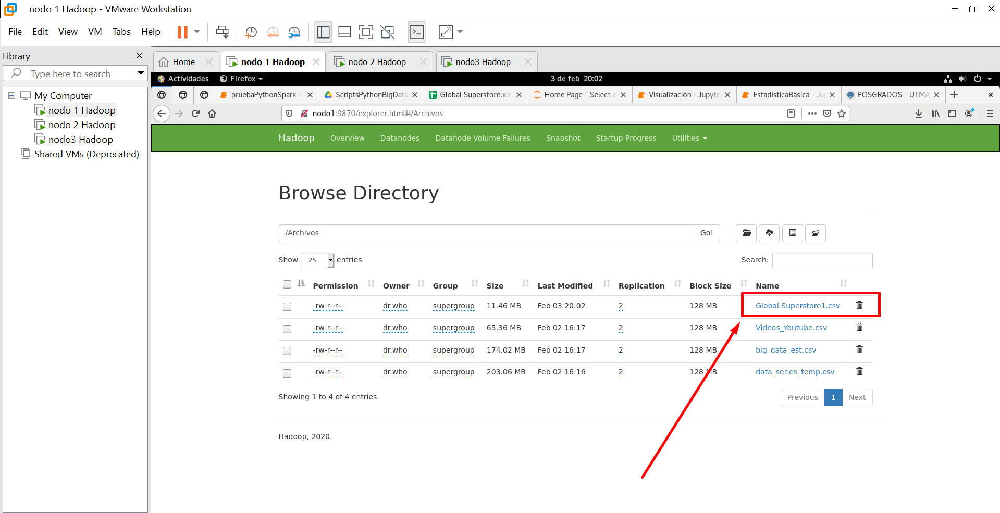 nodo 1 Hadoop - VMware Workstation
File Edit View VM Tabs Help
Library
Type here to search
My Computer
nodo 1 Hadoop
nodo 2 Hadoop
nodo3 Hadoop
Shared VMs (Deprecated)
Home nodo 1 Hadoop nodo 2 Hadoop nodo3 Hadoop
Actividades Firefox 3 de feb 20:02
pruebaPythonSpark - ScriptsPythonBigData Global Superstore.xls Home Page - Select o Visualización - Jupyte EstadisticaBasica - Ju POSGRADOS - UTMA
nodo1:9870/explorer.html#/Archivos
Hadoop Overview Datanodes Datanode Volume Failures Snapshot Startup Progress Utilities
Browse Directory
/Archivos Go!
Show 25 entries Search:
Permission Owner Group Size Last Modified Replication Block Size Name
-rw-r--r-- dr.who supergroup 11.46 MB Feb 03 20:02 2 128 MB Global Superstore1.csv
-rw-r--r-- dr.who supergroup 65.36 MB Feb 02 16:17 2 128 MB Videos_Youtube.csv
-rw-r--r-- dr.who supergroup 174.02 MB Feb 02 16:17 2 128 MB big_data_est.csv
-rw-r--r-- dr.who supergroup 203.06 MB Feb 02 16:16 2 128 MB data_series_temp.csv
Showing 1 to 4 of 4 entries Previous 1 Next
Hadoop, 2020.